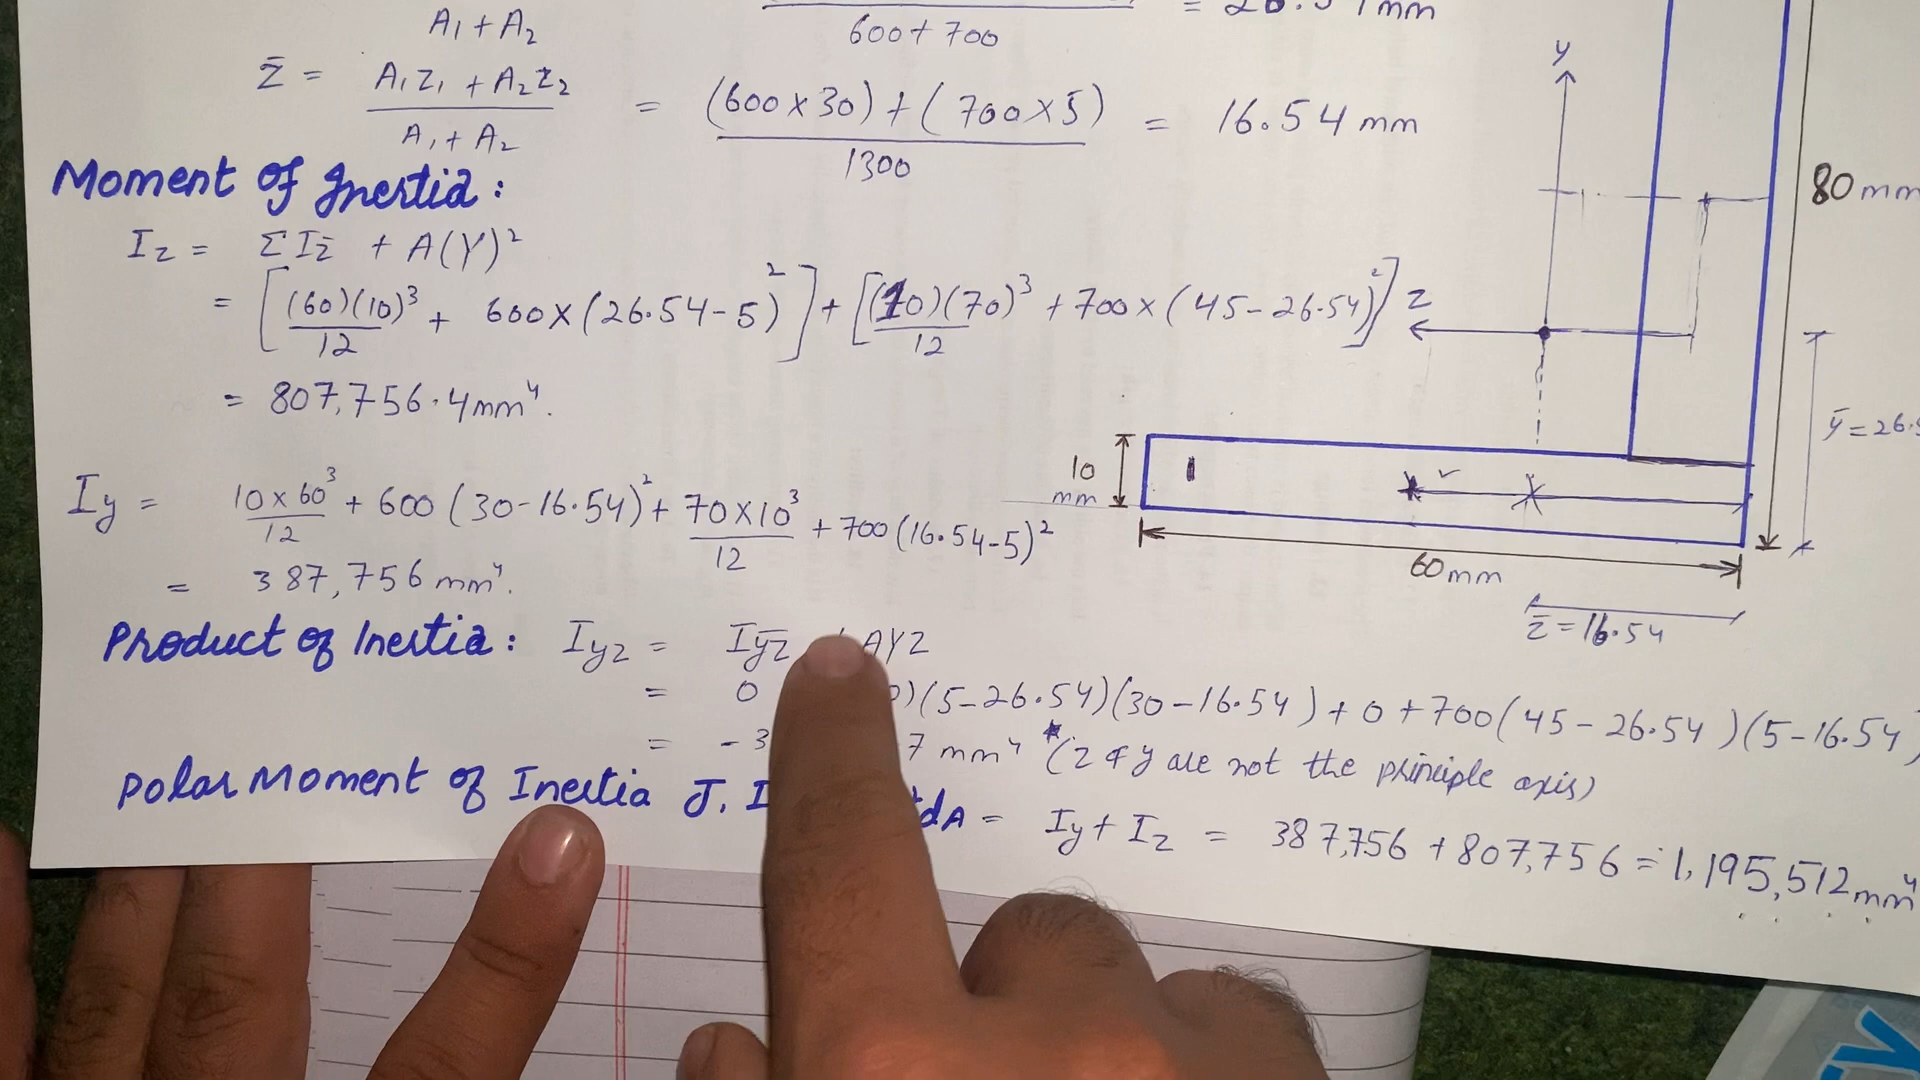 A₁ + A₂
600 + 700
= 26.54 mm
z̄ = A₁z₁ + A₂z₂ / A₁ + A₂ = (600 x 30) + (700 x 5) / 1300 = 16.54 mm
Moment of Inertia:
Iz = ΣIz̄ + A(Y)²
= [(60)(10)³/12 + 600 x (26.54-5)²] + [(10)(70)³/12 + 700 x (45-26.54)²]
= 807,756.4 mm⁴.
Iy = 10 x 60³/12 + 600 (30-16.54)² + 70 x 10³/12 + 700 (16.54-5)²
= 387,756 mm⁴.
Product of Inertia: Iyz = Iȳz̄ AYZ
= 0 )(5-26.54)(30-16.54) + 0 + 700(45-26.54)(5-16.54)
= -3 7 mm⁴ *(z & y are not the principle axis)
Polar Moment of Inertia J. I dA = Iy + Iz = 387,756 + 807,756 = 1,195,512 mm⁴
y
z
80 mm
10 mm
1
60 mm
ȳ = 26.5
z̄ = 16.54